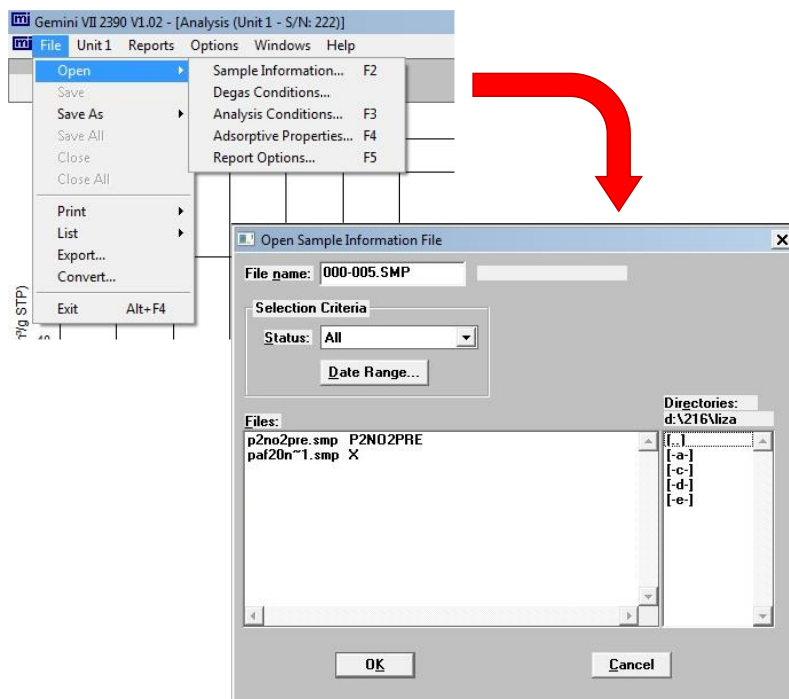 Gemini VII 2390 V1.02 - [Analysis (Unit 1 - S/N: 222)]
File Unit 1 Reports Options Windows Help
Open
Save
Save As
Save All
Close
Close All
Print
List
Export...
Convert...
Exit Alt+F4
Sample Information... F2
Degas Conditions...
Analysis Conditions... F3
Adsorptive Properties... F4
Report Options... F5
/g STP)
Open Sample Information File
File name: 000-005.SMP
Selection Criteria
Status: All
Date Range...
Files:
p2no2pre.smp P2NO2PRE
paf20n~1.smp X
Directories:
d:\216\liza
[..]
[-a-]
[-c-]
[-d-]
[-e-]
OK
Cancel